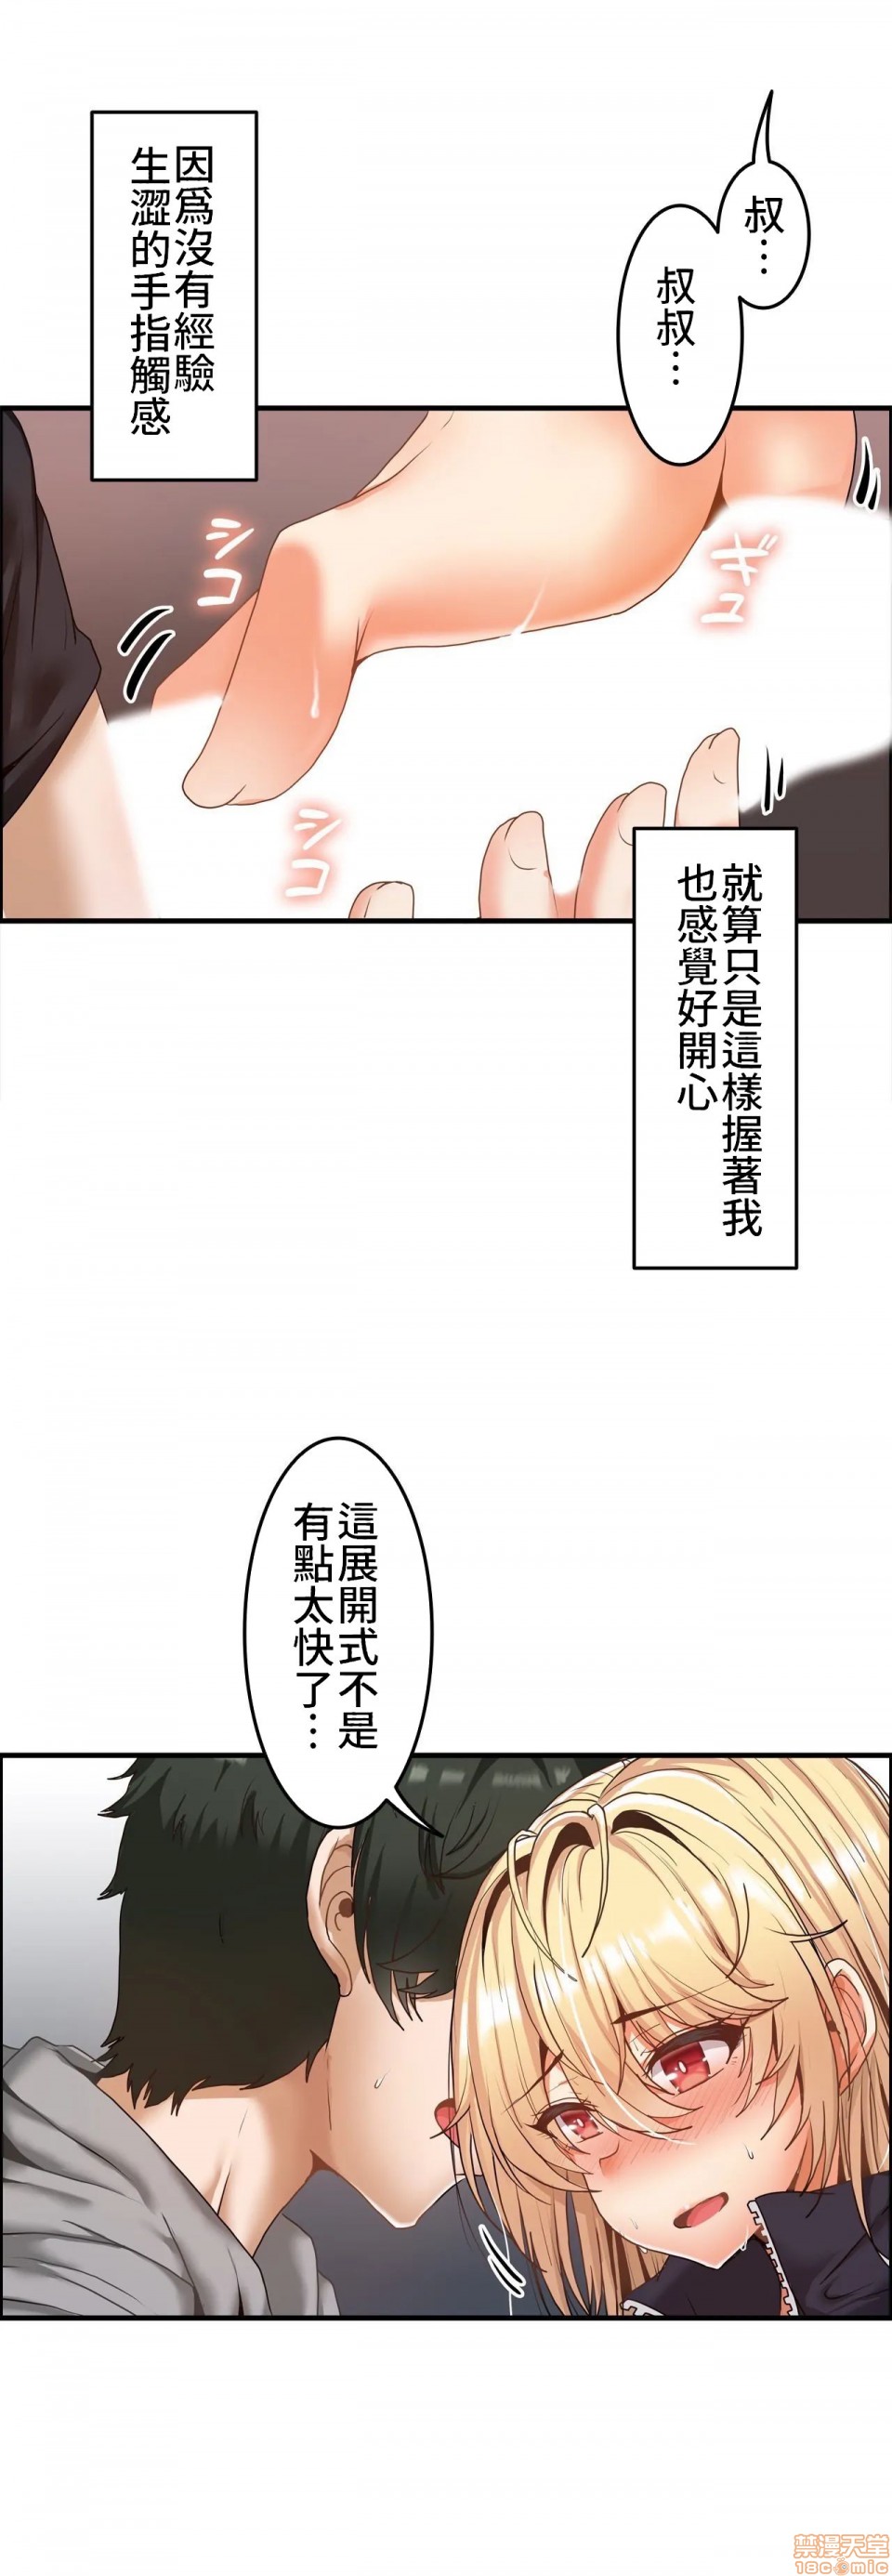 叔…
叔叔…
因爲沒有經驗
生澀的手指觸感
シコ
ギュ
シコ
就算只是這樣握著我
也感覺好開心
這展開式不是
有點太快了…
禁漫天堂
18comic